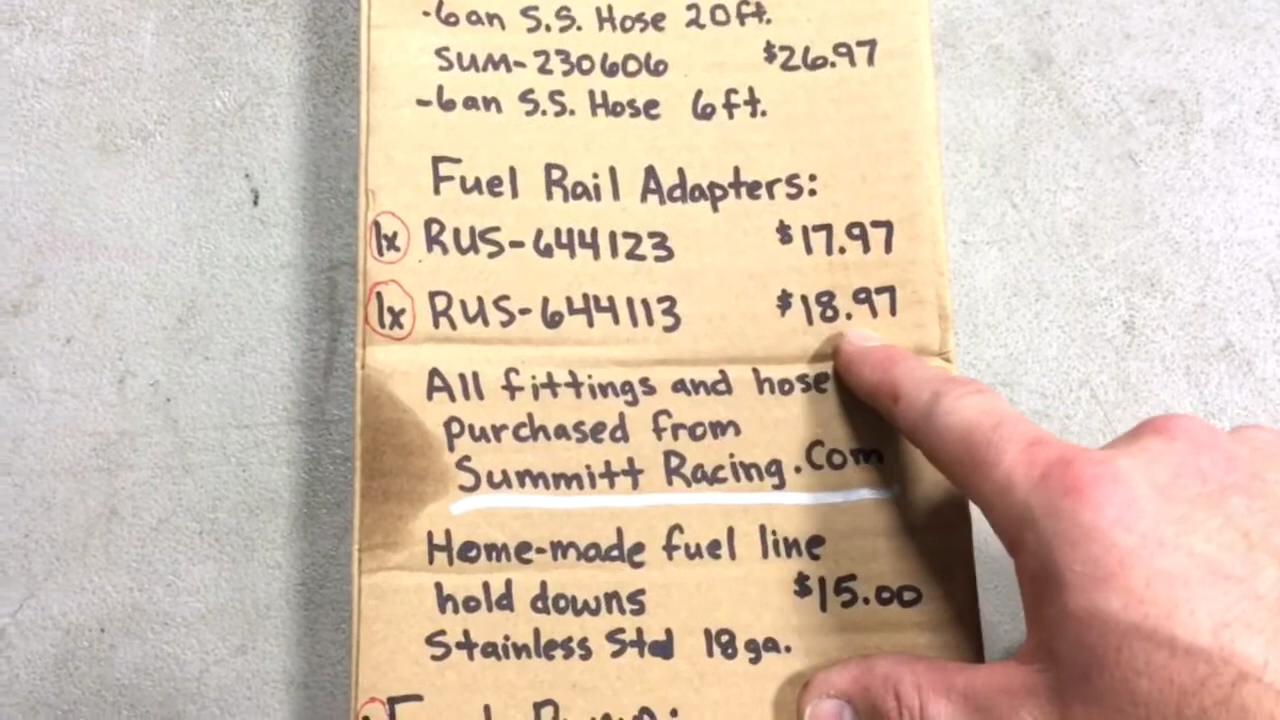 -6an S.S. Hose 20ft.
SUM-230606 $26.97
-6an S.S. Hose 6ft.
Fuel Rail Adapters:
1x RUS-644123 $17.97
1x RUS-644113 $18.97
All fittings and hose
purchased from
Summitt Racing.Com
Home-made fuel line
hold downs $15.00
Stainless Std 18ga.